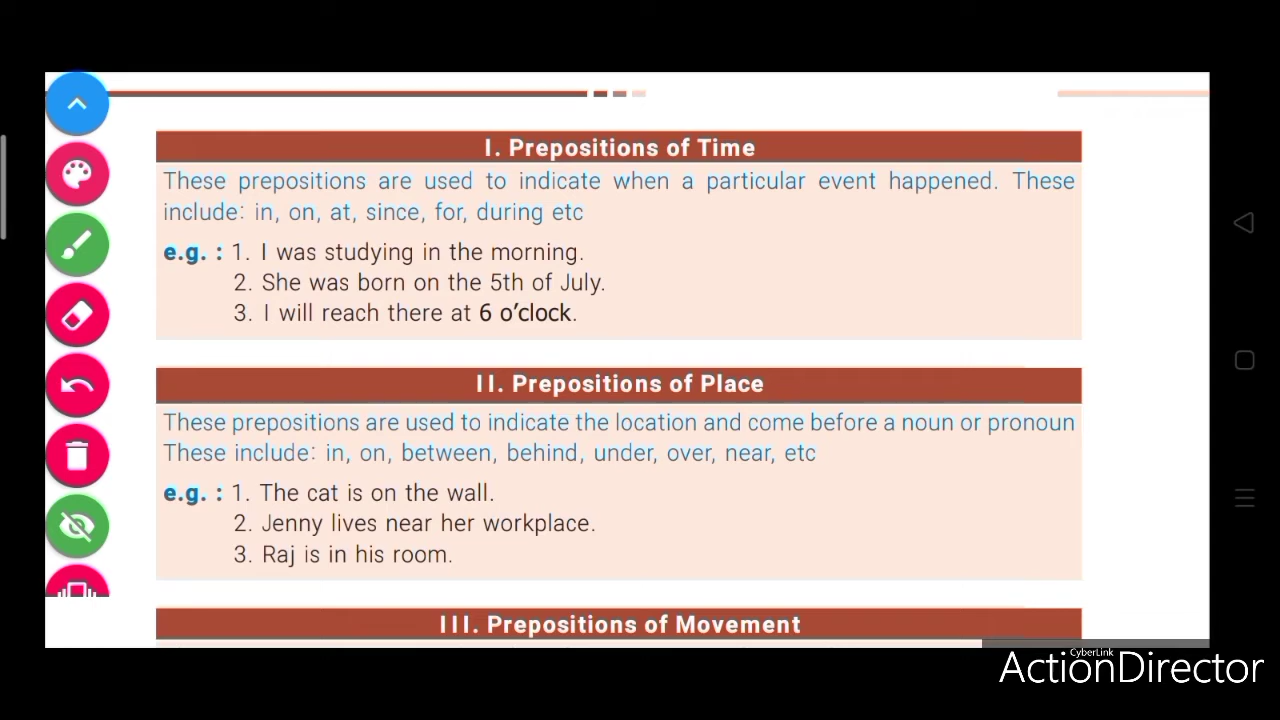 I. Prepositions of Time
These prepositions are used to indicate when a particular event happened. These
include: in, on, at, since, for, during etc
e.g. : 1. I was studying in the morning.
2. She was born on the 5th of July.
3. I will reach there at 6 o’clock.
II. Prepositions of Place
These prepositions are used to indicate the location and come before a noun or pronoun
These include: in, on, between, behind, under, over, near, etc
e.g. : 1. The cat is on the wall.
2. Jenny lives near her workplace.
3. Raj is in his room.
III. Prepositions of Movement
CyberLink
ActionDirector